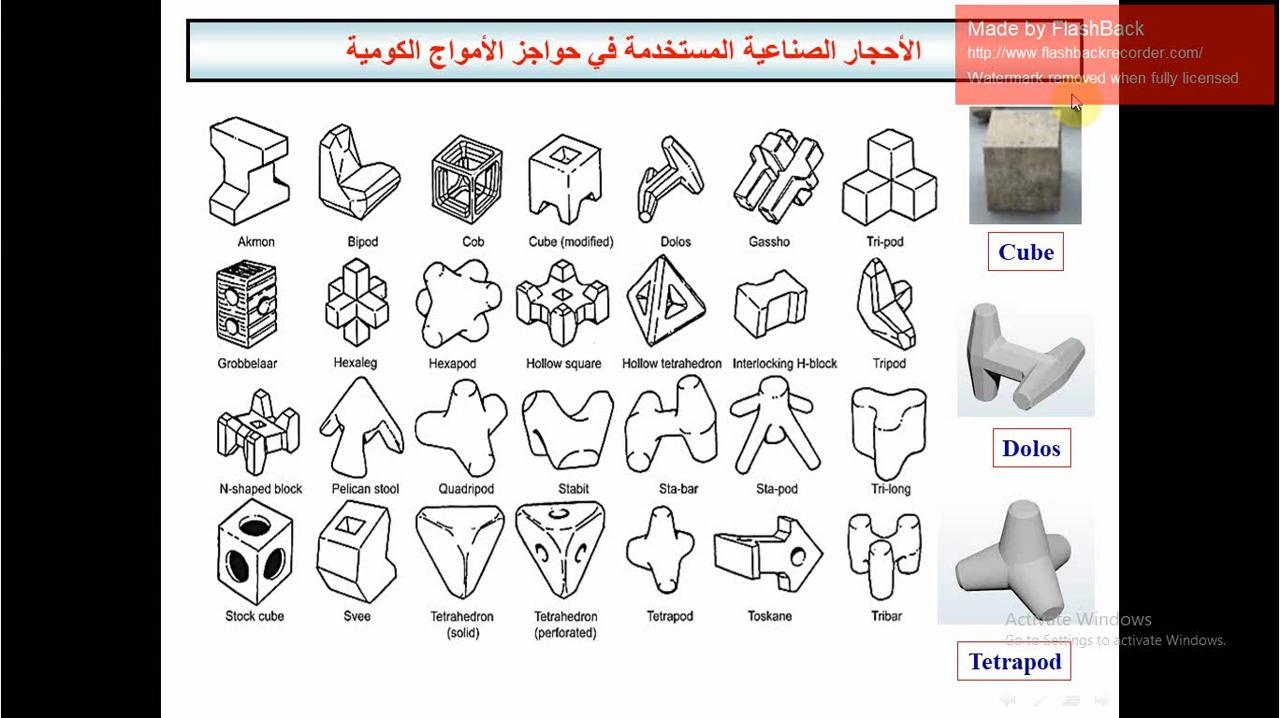 الأحجار الصناعية المستخدمة في حواجز الأمواج الكومية
Made by FlashBack
http://www.flashbackrecorder.com/
Watermark removed when fully licensed
Akmon
Bipod
Cob
Cube (modified)
Dolos
Gassho
Tri-pod
Cube
Grobbelaar
Hexaleg
Hexapod
Hollow square
Hollow tetrahedron
Interlocking H-block
Tripod
Dolos
N-shaped block
Pelican stool
Quadripod
Stabit
Sta-bar
Sta-pod
Tri-long
Stock cube
Svee
Tetrahedron
(solid)
Tetrahedron
(perforated)
Tetrapod
Toskane
Tribar
Tetrapod
Activate Windows
Go to Settings to activate Windows.